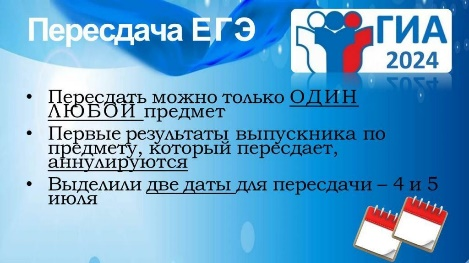 Пересдача ЕГЭ
ГИА
2024
• Пересдать можно только ОДИН
ЛЮБОЙ предмет
• Первые результаты выпускника по
предмету, который пересдает,
аннулируются
• Выделили две даты для пересдачи – 4 и 5
июля